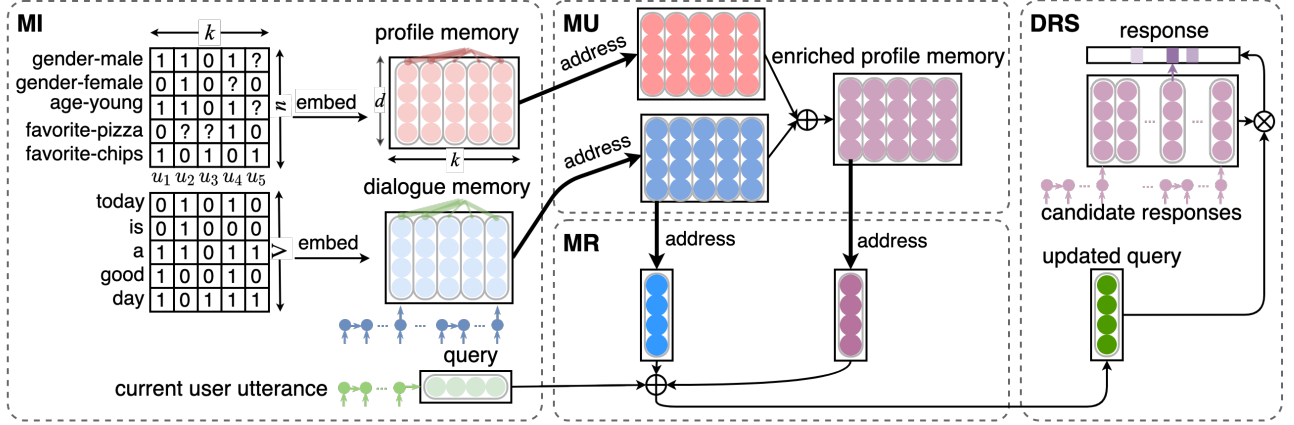 MI
k
gender-male 1 1 0 1 ?
gender-female 0 1 0 ? 0
age-young 1 1 0 1 ?
favorite-pizza 0 ? ? 1 0
favorite-chips 1 0 1 0 1
n
embed
u1 u2 u3 u4 u5
today 0 1 0 1 0
is 0 1 0 0 0
a 1 1 0 1 1
good 0 1 0 1 0
day 1 0 1 1 1
V
embed
profile memory
d
k
dialogue memory
query
current user utterance
MU
address
address
enriched profile memory
MR
address
address
DRS
response
candidate responses
updated query